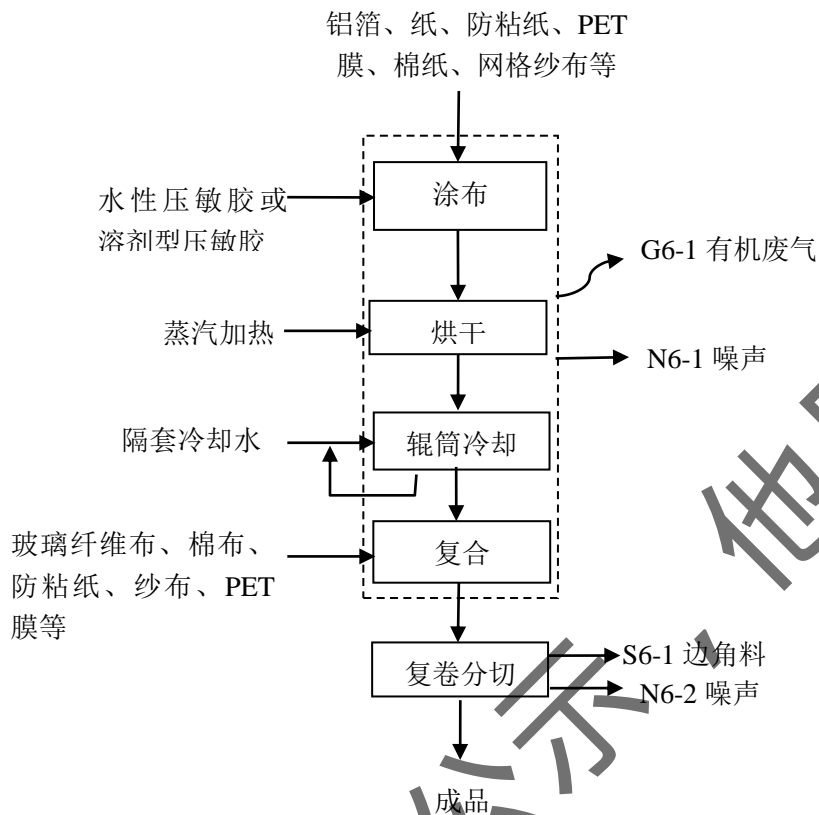 铝箔、纸、防粘纸、PET
膜、棉纸、网格纱布等
涂布
水性压敏胶或
溶剂型压敏胶
G6-1 有机废气
蒸汽加热
烘干
N6-1 噪声
隔套冷却水
辊筒冷却
玻璃纤维布、棉布、
防粘纸、纱布、PET
膜等
复合
复卷分切
S6-1 边角料
N6-2 噪声
成品
示，他